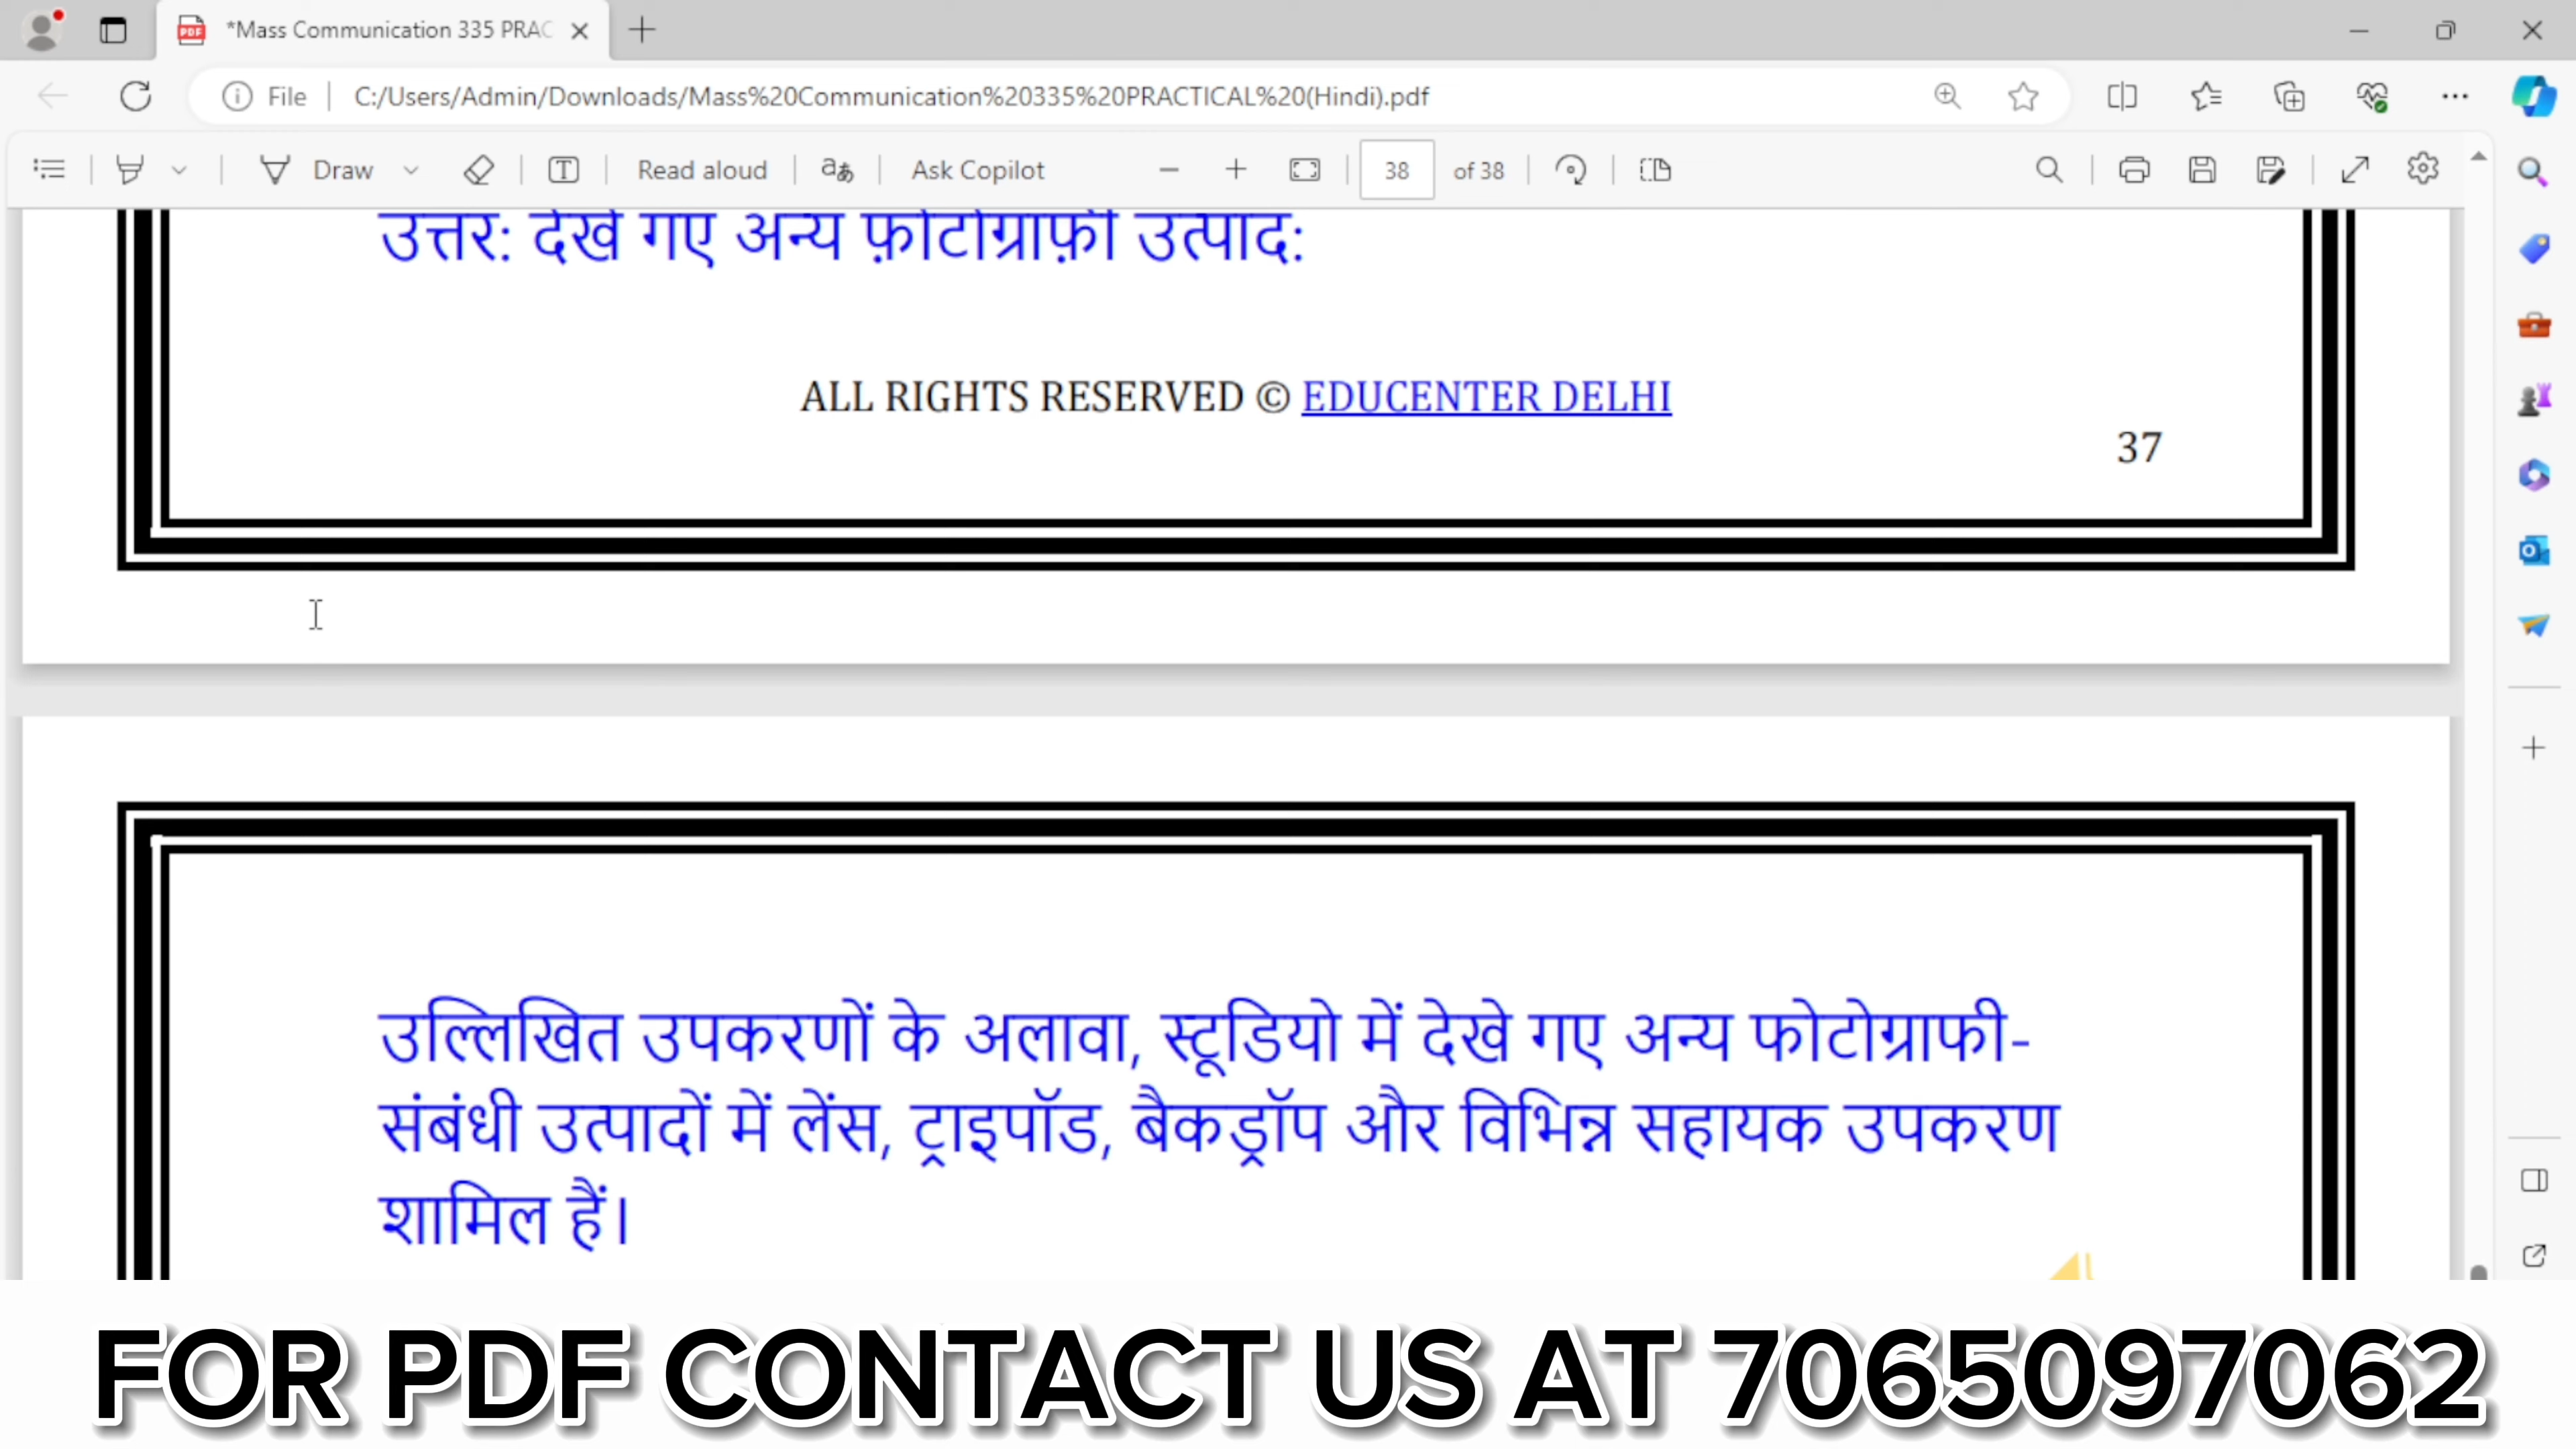 *Mass Communication 335 PRAC
File
C:/Users/Admin/Downloads/Mass%20Communication%20335%20PRACTICAL%20(Hindi).pdf
Draw
Read aloud
aあ
Ask Copilot
38
of 38
उत्तर: देखे गए अन्य फ़ोटोग्राफ़ी उत्पाद:
ALL RIGHTS RESERVED © EDUCENTER DELHI
37
उल्लिखित उपकरणों के अलावा, स्टूडियो में देखे गए अन्य फोटोग्राफी-
संबंधी उत्पादों में लेंस, ट्राइपॉड, बैकड्रॉप और विभिन्न सहायक उपकरण
शामिल हैं।
FOR PDF CONTACT US AT 7065097062